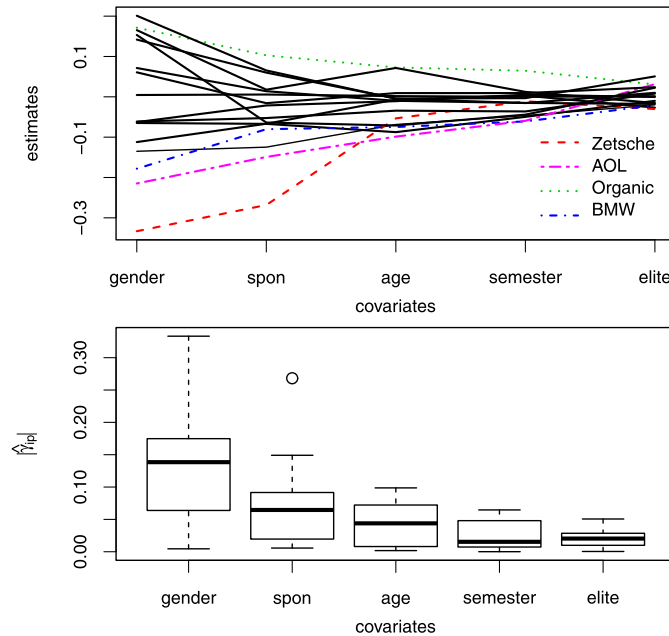 0.1
-0.1
-0.3
estimates
Zetsche
AOL
Organic
BMW
gender spon age semester elite
covariates
0.30
0.20
0.10
0.00
|γ̂ip|
gender spon age semester elite
covariates